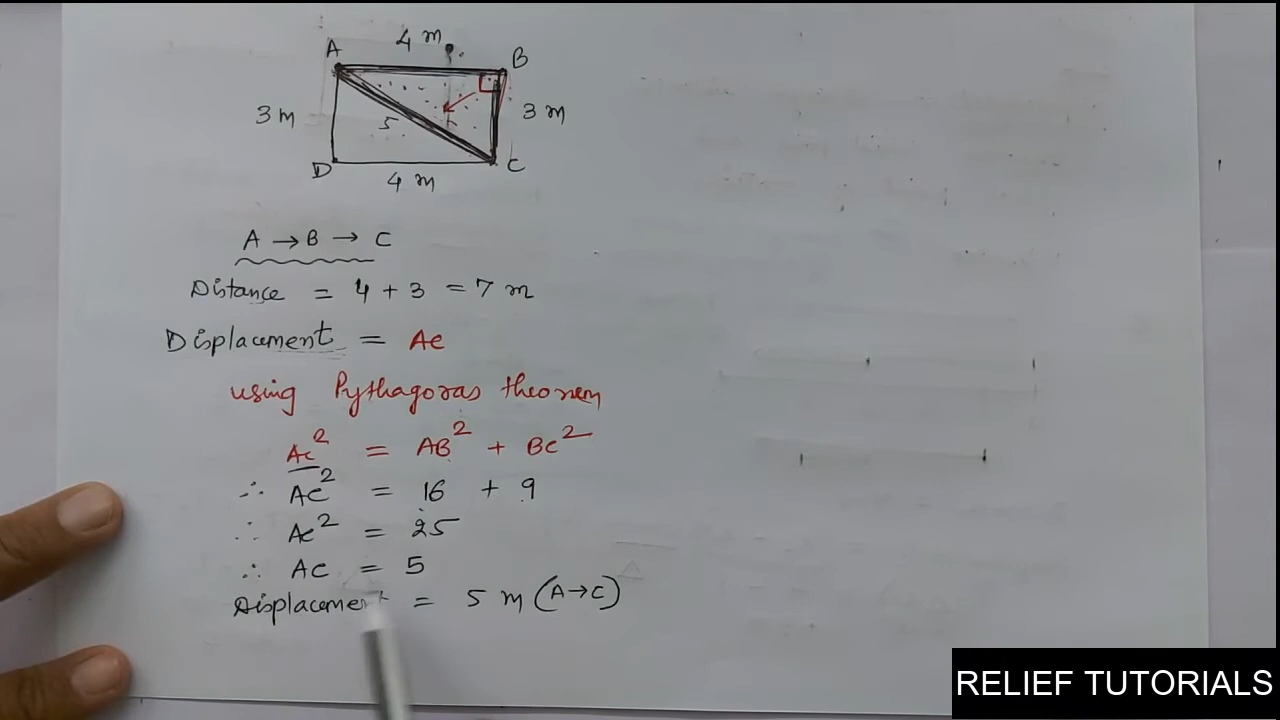 A 4 m B
3 m 5 3 m
D 4 m C
A → B → C
Distance = 4 + 3 = 7 m
Displacement = AC
using Pythagoras theorem
AC² = AB² + BC²
∴ AC² = 16 + 9
∴ AC² = 25
∴ AC = 5
Displacement = 5 m (A→C)
RELIEF TUTORIALS